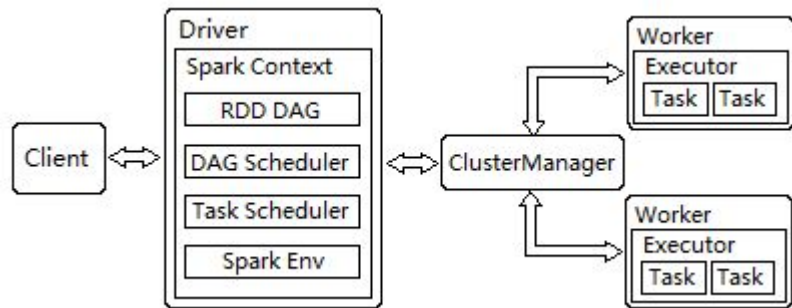 Driver
Spark Context
RDD DAG
DAG Scheduler
Task Scheduler
Spark Env
Client
ClusterManager
Worker
Executor
Task Task
Worker
Executor
Task Task